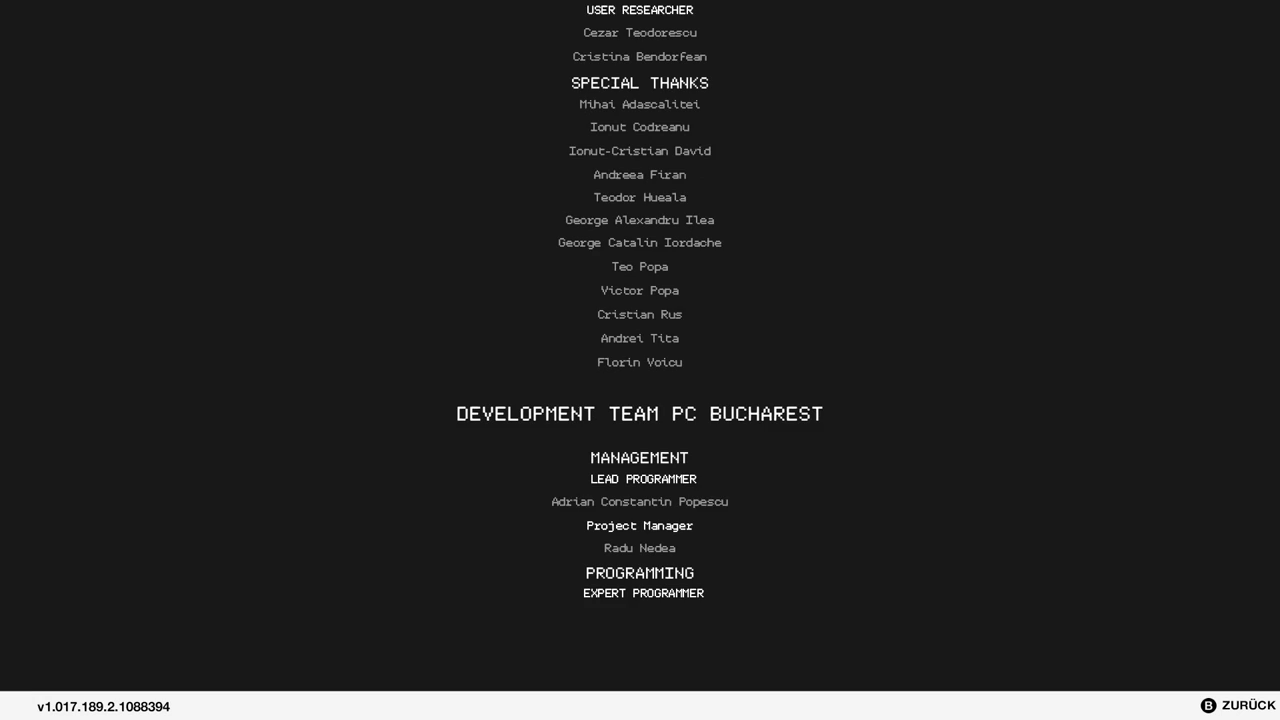 USER RESEARCHER
Cezar Teodorescu
Cristina Bendorfean
SPECIAL THANKS
Mihai Adascalitei
Ionut Codreanu
Ionut-Cristian David
Andreea Firan
Teodor Hueala
George Alexandru Ilea
George Catalin Iordache
Teo Popa
Victor Popa
Cristian Rus
Andrei Tita
Florin Voicu
DEVELOPMENT TEAM PC BUCHAREST
MANAGEMENT
LEAD PROGRAMMER
Adrian Constantin Popescu
Project Manager
Radu Nedea
PROGRAMMING
EXPERT PROGRAMMER
v1.017.189.2.1088394
B ZURÜCK